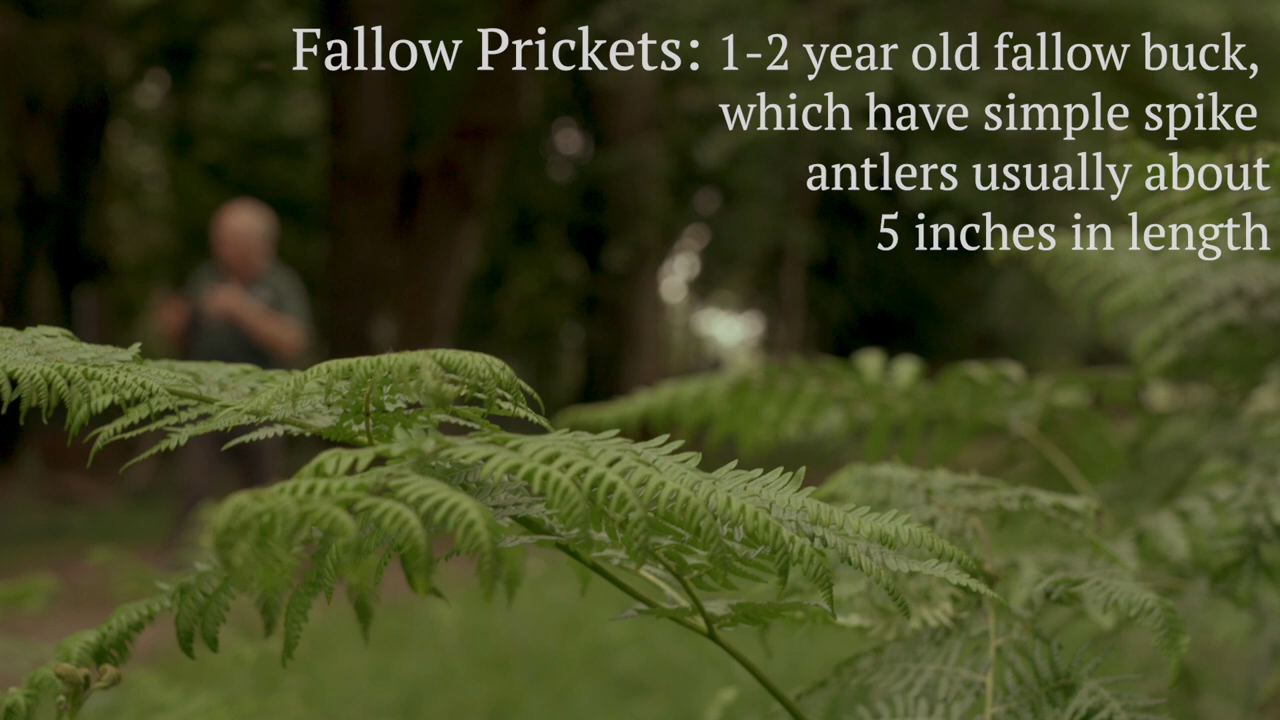 Fallow Prickets: 1-2 year old fallow buck,
which have simple spike
antlers usually about
5 inches in length